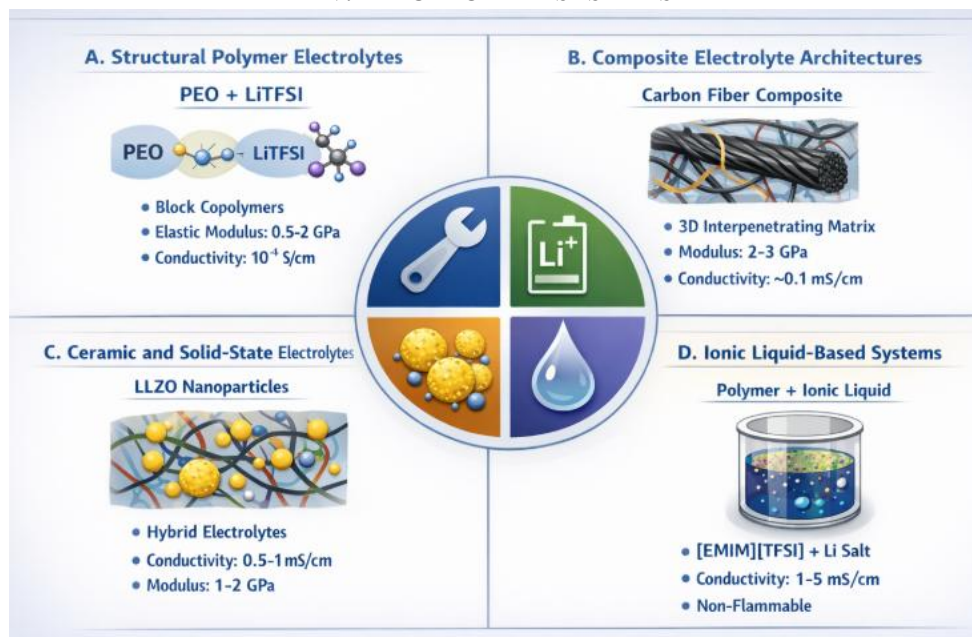 A. Structural Polymer Electrolytes
PEO + LiTFSI
PEO
LiTFSI
• Block Copolymers
• Elastic Modulus: 0.5-2 GPa
• Conductivity: 10⁻⁴ S/cm
B. Composite Electrolyte Architectures
Carbon Fiber Composite
• 3D Interpenetrating Matrix
• Modulus: 2–3 GPa
• Conductivity: ~0.1 mS/cm
Li⁺
C. Ceramic and Solid-State Electrolytes
LLZO Nanoparticles
• Hybrid Electrolytes
• Conductivity: 0.5–1 mS/cm
• Modulus: 1–2 GPa
D. Ionic Liquid-Based Systems
Polymer + Ionic Liquid
• [EMIM][TFSI] + Li Salt
• Conductivity: 1–5 mS/cm
• Non-Flammable